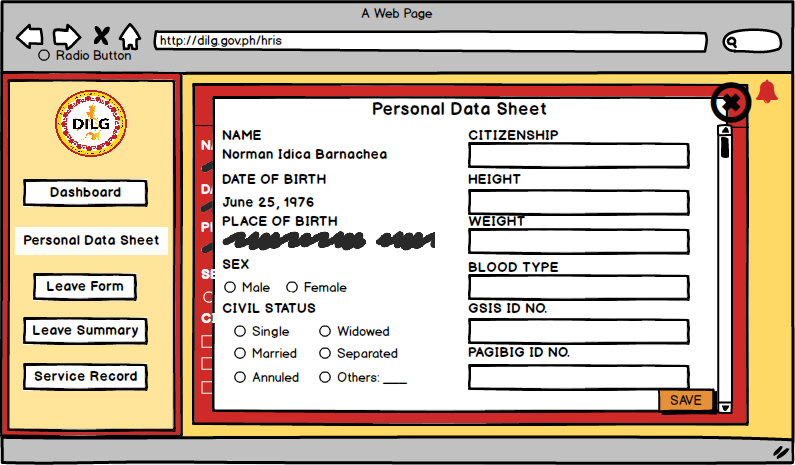 A Web Page
http://dilg.gov.ph/hris
Radio Button
DILG
Dashboard
Personal Data Sheet
Leave Form
Leave Summary
Service Record
Personal Data Sheet
NAME
Norman Idica Barnachea
DATE OF BIRTH
June 25, 1976
PLACE OF BIRTH
SEX
Male Female
CIVIL STATUS
Single Widowed
Married Separated
Annuled Others: ___
CITIZENSHIP
HEIGHT
WEIGHT
BLOOD TYPE
GSIS ID NO.
PAGIBIG ID NO.
SAVE